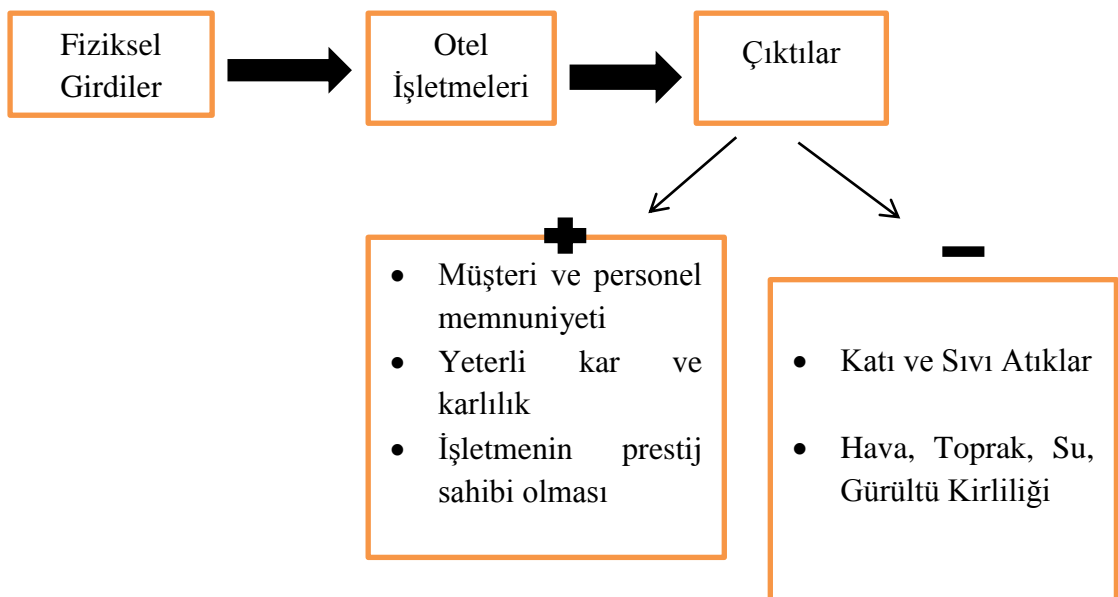 Fiziksel
Girdiler
Otel
İşletmeleri
Çıktılar
• Müşteri ve personel
memnuniyeti
• Yeterli kar ve
karlılık
• İşletmenin prestij
sahibi olması
• Katı ve Sıvı Atıklar
• Hava, Toprak, Su,
Gürültü Kirliliği